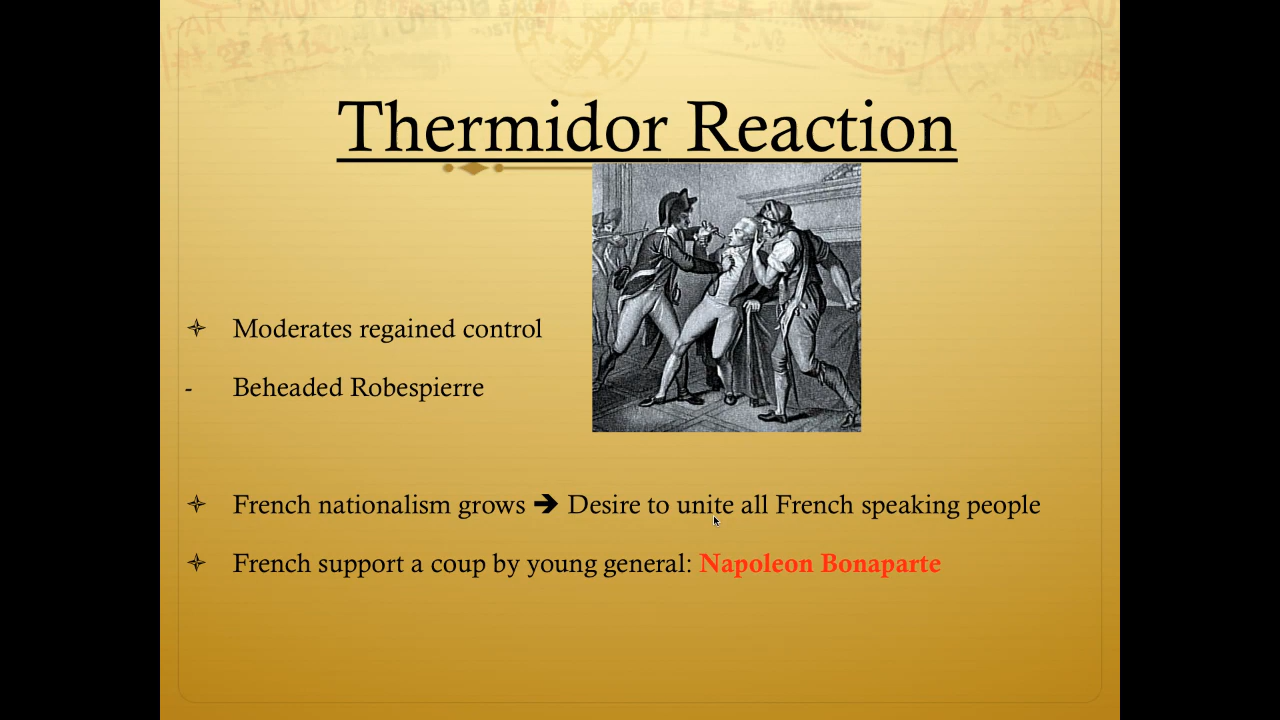 Thermidor Reaction
Moderates regained control
- Beheaded Robespierre
French nationalism grows ➔ Desire to unite all French speaking people
French support a coup by young general: Napoleon Bonaparte